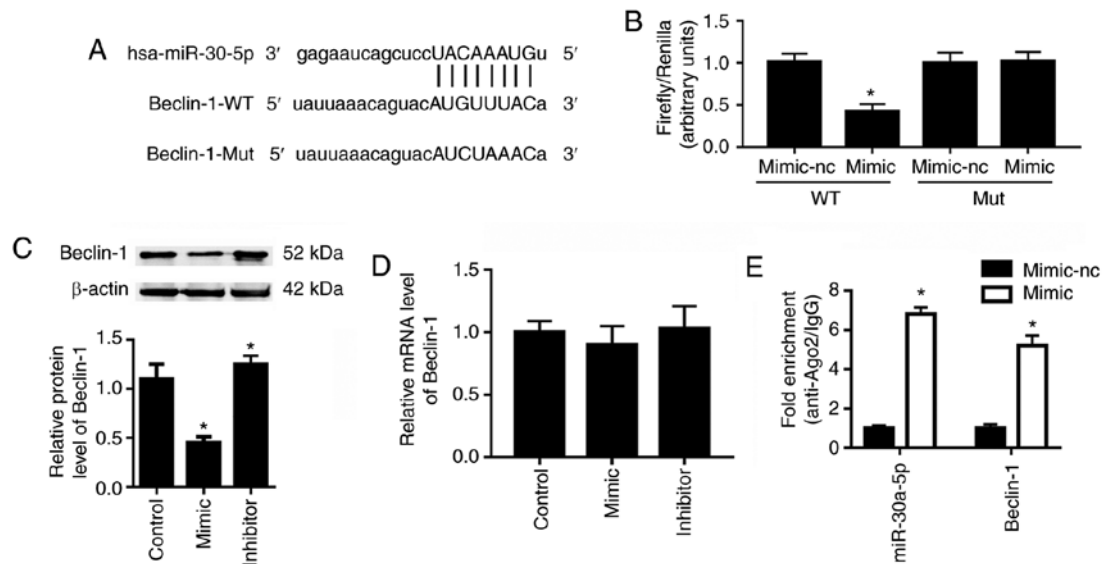 A
hsa-miR-30-5p 3′ gagaaucagcuccUACAAAUGu 5′
Beclin-1-WT 5′ uauuaaacaguacAUGUUUACa 3′
Beclin-1-Mut 5′ uauuaaacaguacAUCUAAACa 3′
B
Firefly/Renilla
(arbitrary units)
1.5
1.0
0.5
0.0
*
Mimic-nc Mimic Mimic-nc Mimic
WT Mut
C
Beclin-1 52 kDa
β-actin 42 kDa
Relative protein
level of Beclin-1
1.5
1.0
0.5
0.0
* *
Control Mimic Inhibitor
D
Relative mRNA level
of Beclin-1
1.5
1.0
0.5
0.0
Control Mimic Inhibitor
E
Mimic-nc
Mimic
Fold enrichment
(anti-Ago2/IgG)
8
6
4
2
0
* *
miR-30a-5p Beclin-1